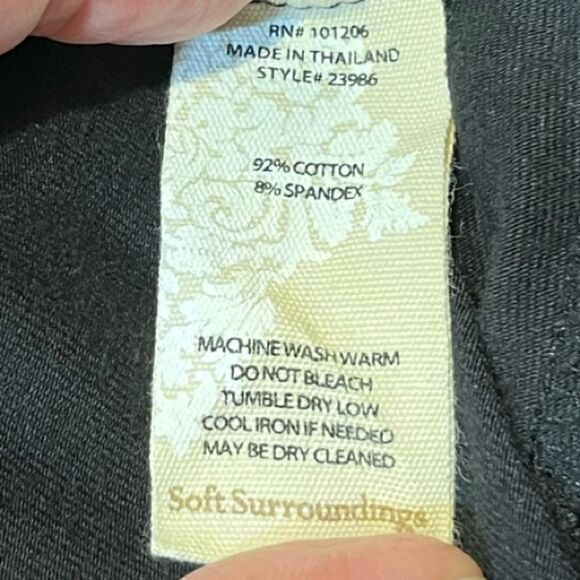 RN# 101206
MADE IN THAILAND
STYLE# 23986
92% COTTON
8% SPANDEX
MACHINE WASH WARM
DO NOT BLEACH
TUMBLE DRY LOW
COOL IRON IF NEEDED
MAY BE DRY CLEANED
Soft Surroundings